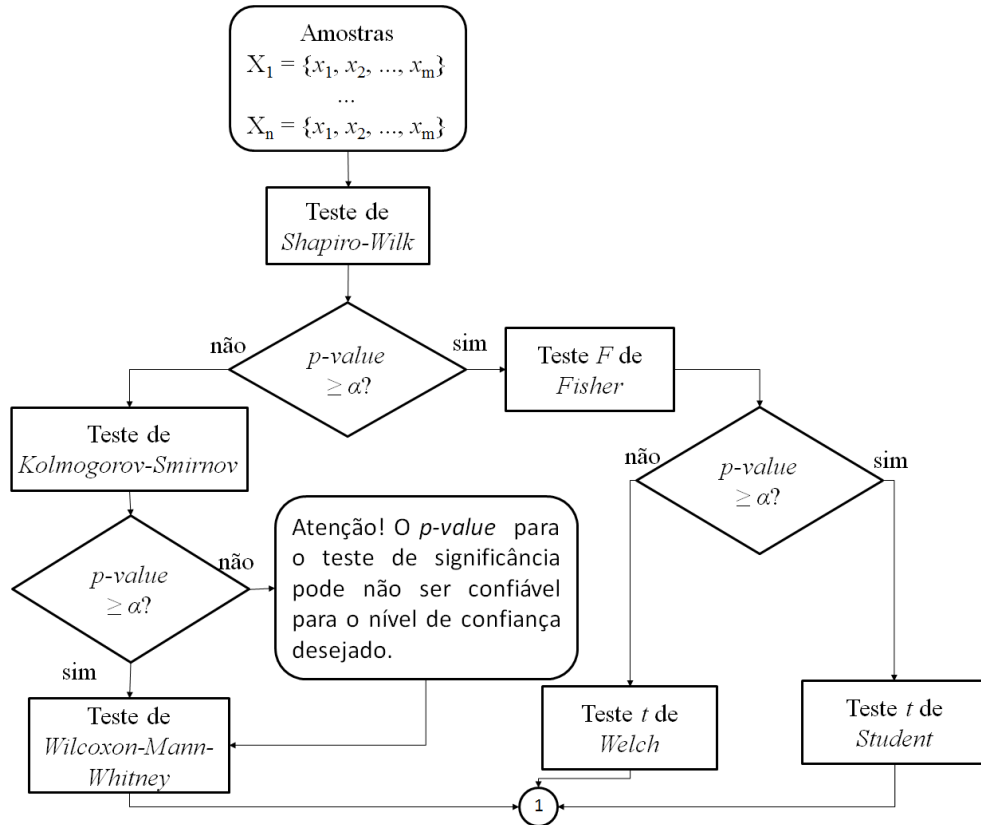 Amostras
X1 = {x1, x2, ..., xm}
...
Xn = {x1, x2, ..., xm}
Teste de
Shapiro-Wilk
não
p-value
≥ α?
sim
Teste F de
Fisher
Teste de
Kolmogorov-Smirnov
não
p-value
≥ α?
sim
p-value
≥ α?
não
sim
Atenção! O p-value para
o teste de significância
pode não ser confiável
para o nível de confiança
desejado.
Teste de
Wilcoxon-Mann-
Whitney
Teste t de
Welch
Teste t de
Student
1